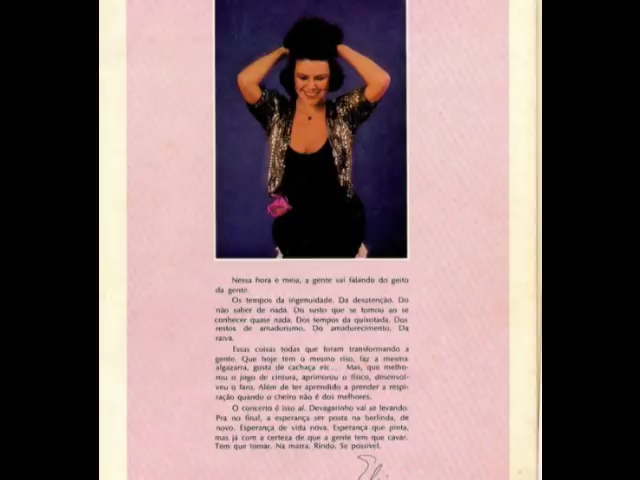 Nessa hora e meia, a gente vai falando do geito
da gente.
Os tempos da ingenuidade. Da desatenção. Do
não saber de nada. Do susto que se tomou ao se
conhecer quase nada. Dos tempos da quixotada. Dos
restos de amadorismo. Do amadurecimento. Da
raiva.
Essas coisas todas que foram transformando a
gente. Que hoje tem o mesmo riso, faz a mesma
algazarra, gosta de cachaça etc... Mas, que melho-
rou o jogo de cintura, aprimorou o físico, desenvol-
veu o faro. Além de ter aprendido a prender a respi-
ração quando o cheiro não é dos melhores.
O concerto é isso aí. Devagarinho vai se levando.
Pra no final, a esperança ser posta na berlinda, de
novo. Esperança de vida nova. Esperança que pinta,
mas já com a certeza de que a gente tem que cavar.
Tem que tomar. Na marra. Rindo. Se possível.
Elis